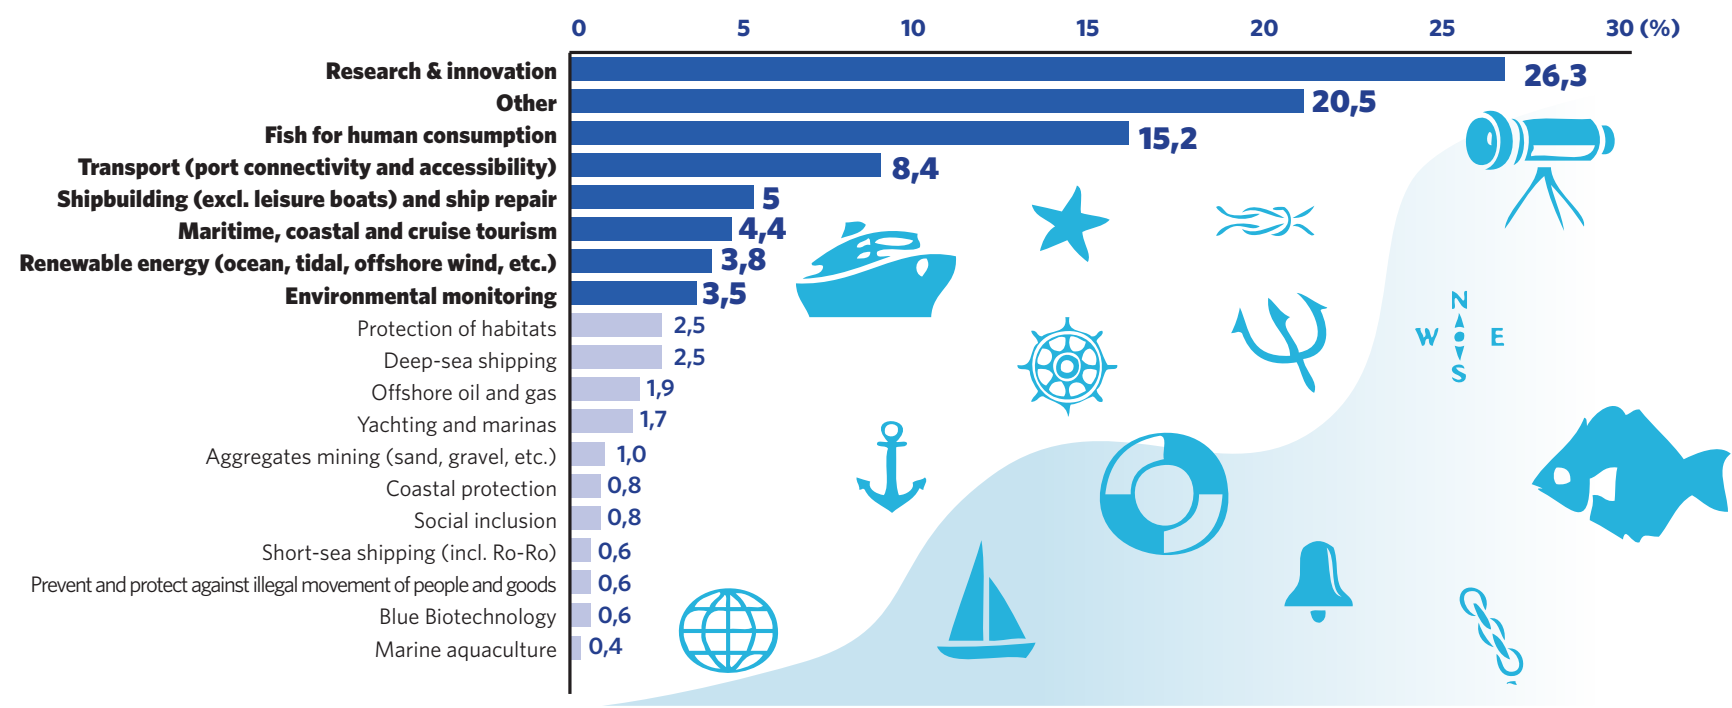 0 5 10 15 20 25 30 (%)
Research & innovation 26,3
Other 20,5
Fish for human consumption 15,2
Transport (port connectivity and accessibility) 8,4
Shipbuilding (excl. leisure boats) and ship repair 5
Maritime, coastal and cruise tourism 4,4
Renewable energy (ocean, tidal, offshore wind, etc.) 3,8
Environmental monitoring 3,5
Protection of habitats 2,5
Deep-sea shipping 2,5
Offshore oil and gas 1,9
Yachting and marinas 1,7
Aggregates mining (sand, gravel, etc.) 1,0
Coastal protection 0,8
Social inclusion 0,8
Short-sea shipping (incl. Ro-Ro) 0,6
Prevent and protect against illegal movement of people and goods 0,6
Blue Biotechnology 0,6
Marine aquaculture 0,4
N
W E
S